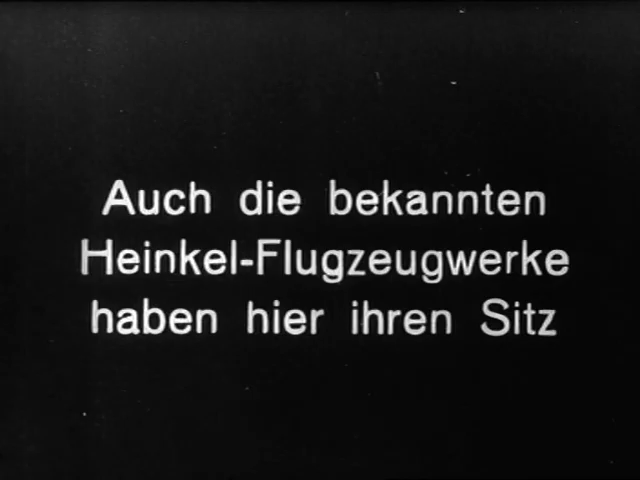 Auch die bekannten
Heinkel-Flugzeugwerke
haben hier ihren Sitz